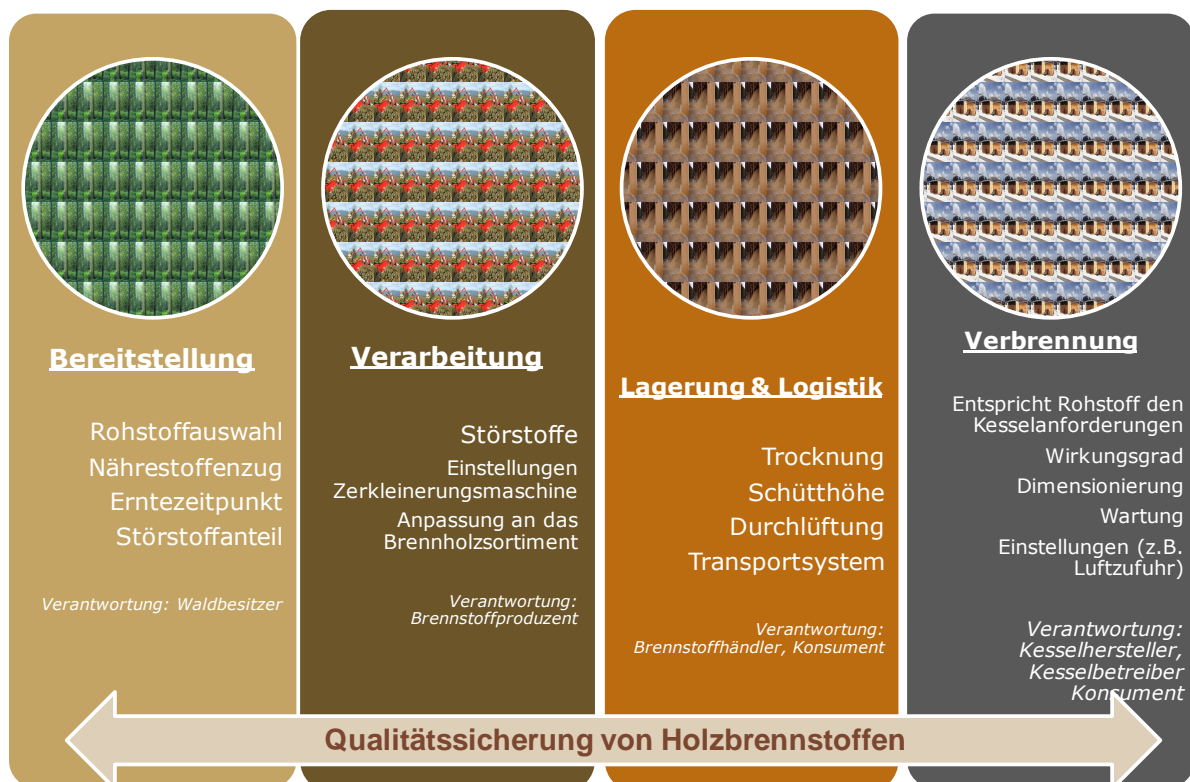 Bereitstellung
Rohstoffauswahl
Nährestoffenzug
Erntezeitpunkt
Störstoffanteil
Verantwortung: Waldbesitzer
Verarbeitung
Störstoffe
Einstellungen
Zerkleinerungsmaschine
Anpassung an das
Brennholzsortiment
Verantwortung:
Brennstoffproduzent
Lagerung & Logistik
Trocknung
Schütthöhe
Durchlüftung
Transportsystem
Verantwortung:
Brennstoffhändler, Konsument
Verbrennung
Entspricht Rohstoff den
Kesselanforderungen
Wirkungsgrad
Dimensionierung
Wartung
Einstellungen (z.B.
Luftzufuhr)
Verantwortung:
Kesselhersteller,
Kesselbetreiber
Konsument
Qualitätssicherung von Holzbrennstoffen